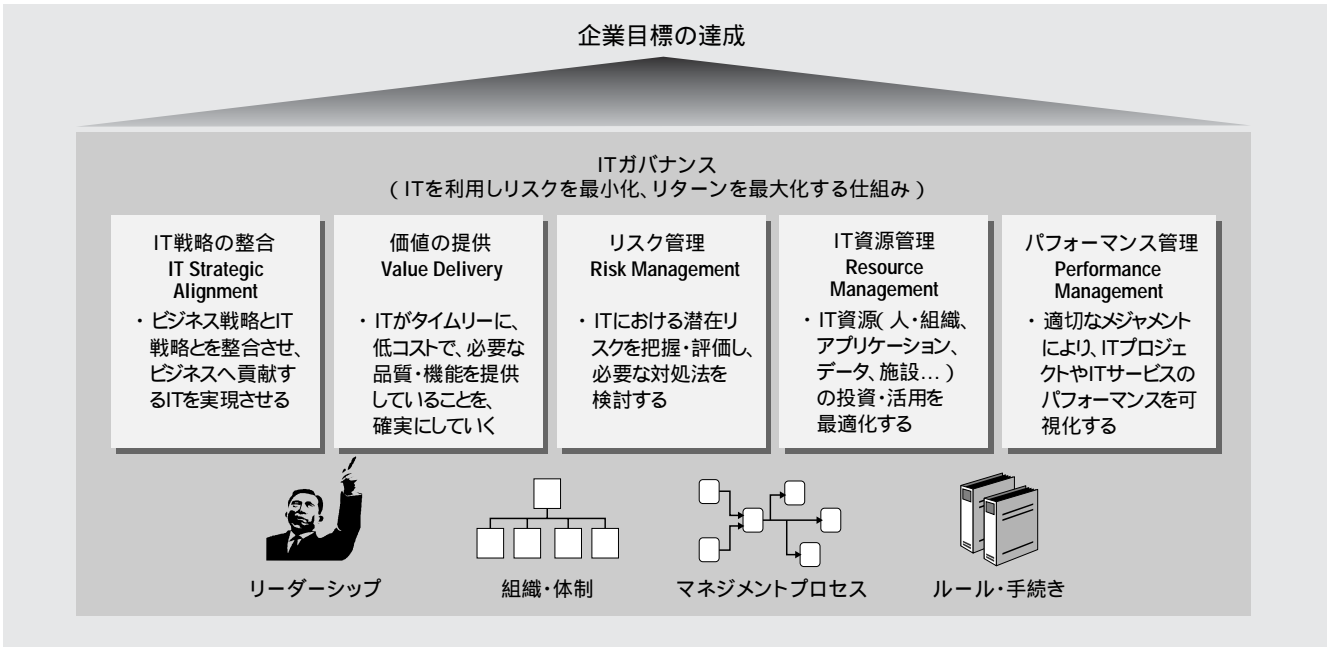 企業目標の達成
ITガバナンス
( ITを利用しリスクを最小化、リターンを最大化する仕組み )
IT戦略の整合
IT Strategic
Alignment
・ ビジネス戦略とIT
戦略とを整合させ、
ビジネスへ貢献す
るITを実現させる
価値の提供
Value Delivery
・ ITがタイムリーに、
低コストで、必要な
品質・機能を提供
していることを、
確実にしていく
リスク管理
Risk Management
・ ITにおける潜在リ
スクを把握・評価し、
必要な対処法を
検討する
IT資源管理
Resource
Management
・ IT資源( 人・組織、
アプリケーション、
データ、施設... )
の投資・活用を
最適化する
パフォーマンス管理
Performance
Management
・ 適切なメジャメント
により、ITプロジェ
クトやITサービスの
パフォーマンスを可
視化する
リーダーシップ
組織・体制
マネジメントプロセス
ルール・手続き